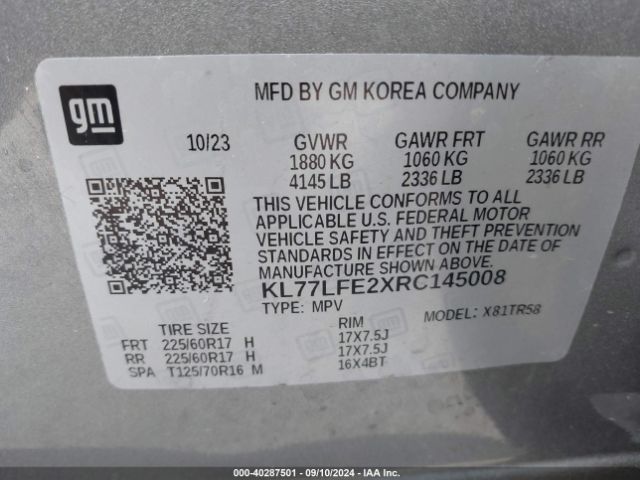 gm
MFD BY GM KOREA COMPANY
10/23 GVWR GAWR FRT GAWR RR
1880 KG 1060 KG 1060 KG
4145 LB 2336 LB 2336 LB
THIS VEHICLE CONFORMS TO ALL
APPLICABLE U.S. FEDERAL MOTOR
VEHICLE SAFETY AND THEFT PREVENTION
STANDARDS IN EFFECT ON THE DATE OF
MANUFACTURE SHOWN ABOVE.
KL77LFE2XRC145008
TYPE: MPV MODEL: X81TR58
TIRE SIZE RIM
FRT 225/60R17 H 17X7.5J
RR 225/60R17 H 17X7.5J
SPA T125/70R16 M 16X4BT
000-40287501 - 09/10/2024 - IAA Inc.